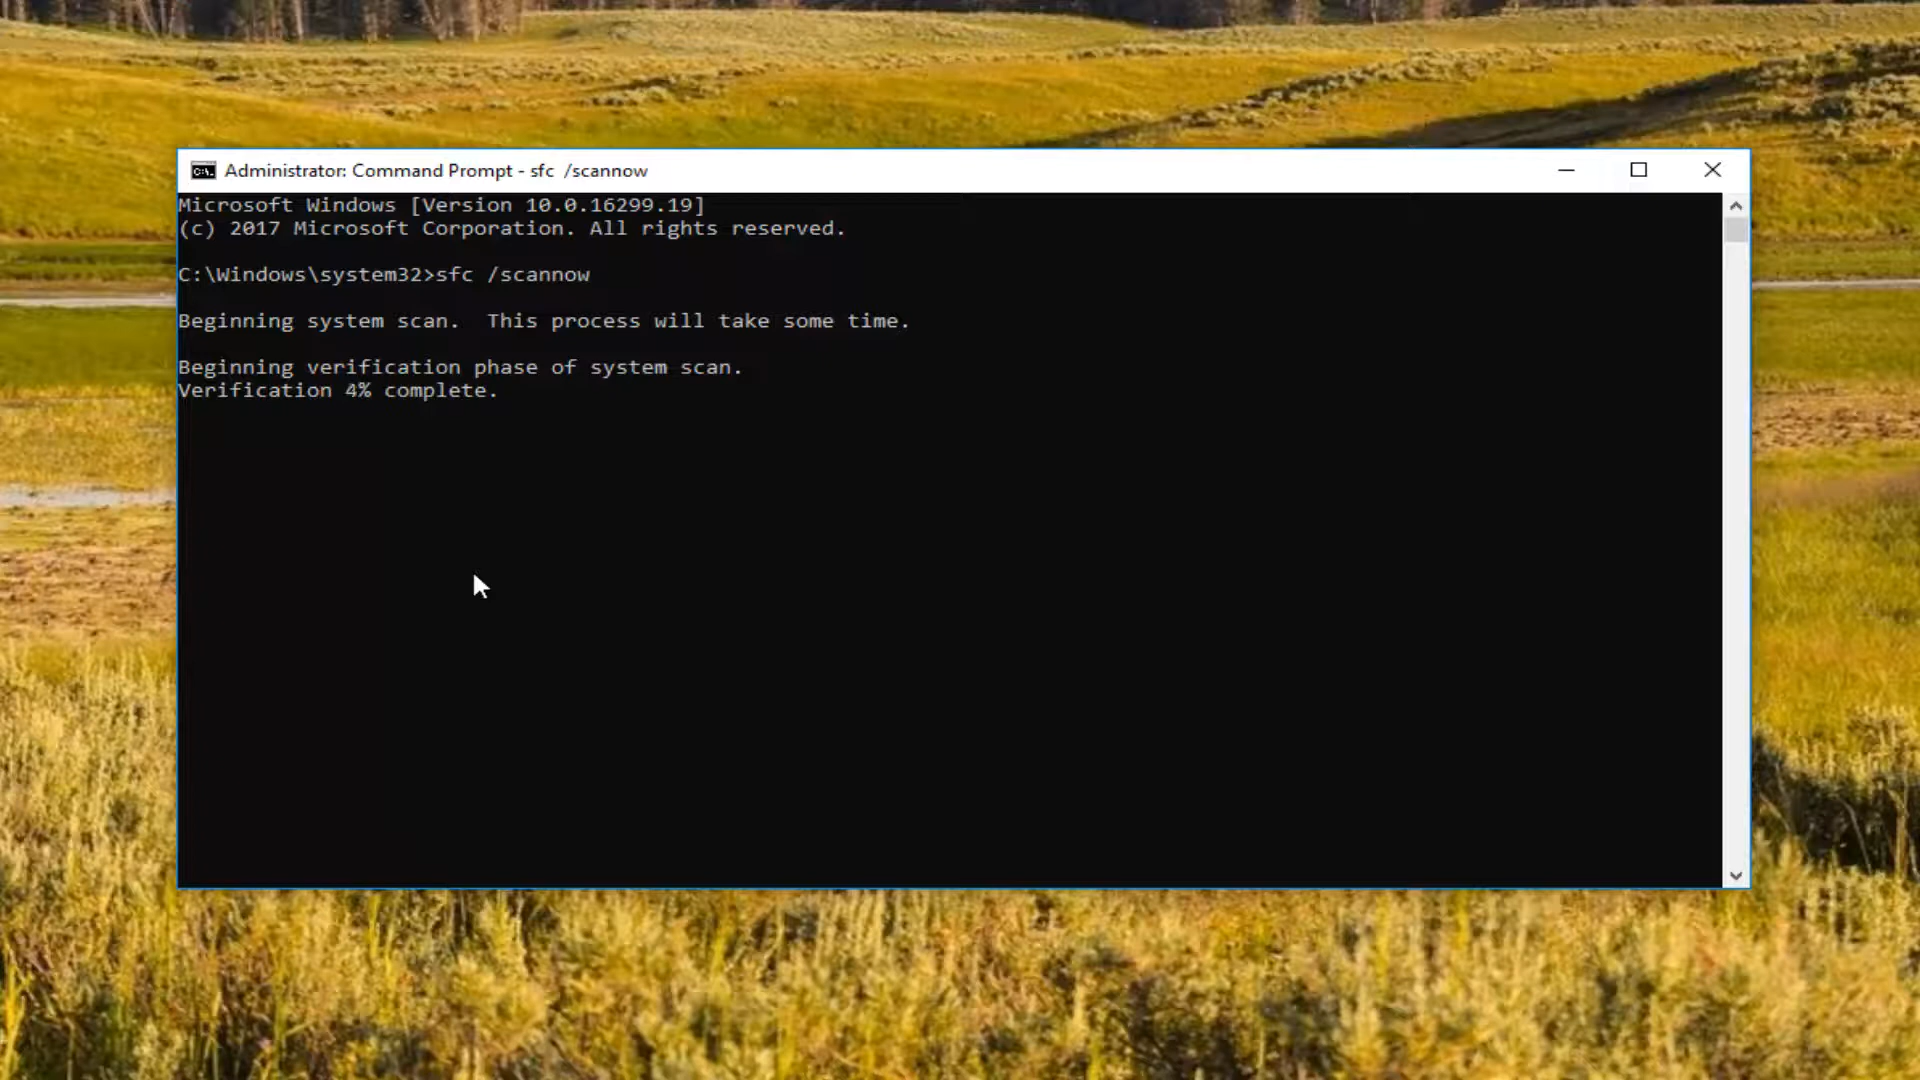 Administrator: Command Prompt - sfc  /scannow
Microsoft Windows [Version 10.0.16299.19]
(c) 2017 Microsoft Corporation. All rights reserved.
C:\Windows\system32>sfc /scannow
Beginning system scan.  This process will take some time.
Beginning verification phase of system scan.
Verification 4% complete.